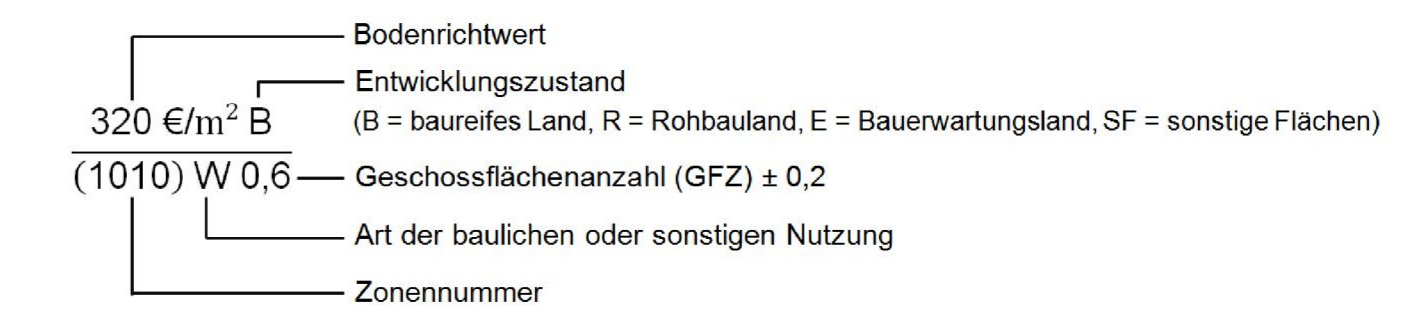 Bodenrichtwert
Entwicklungszustand
320 €/m² B
(B = baureifes Land, R = Rohbauland, E = Bauerwartungsland, SF = sonstige Flächen)
(1010) W 0,6
Geschossflächenanzahl (GFZ) ± 0,2
Art der baulichen oder sonstigen Nutzung
Zonennummer